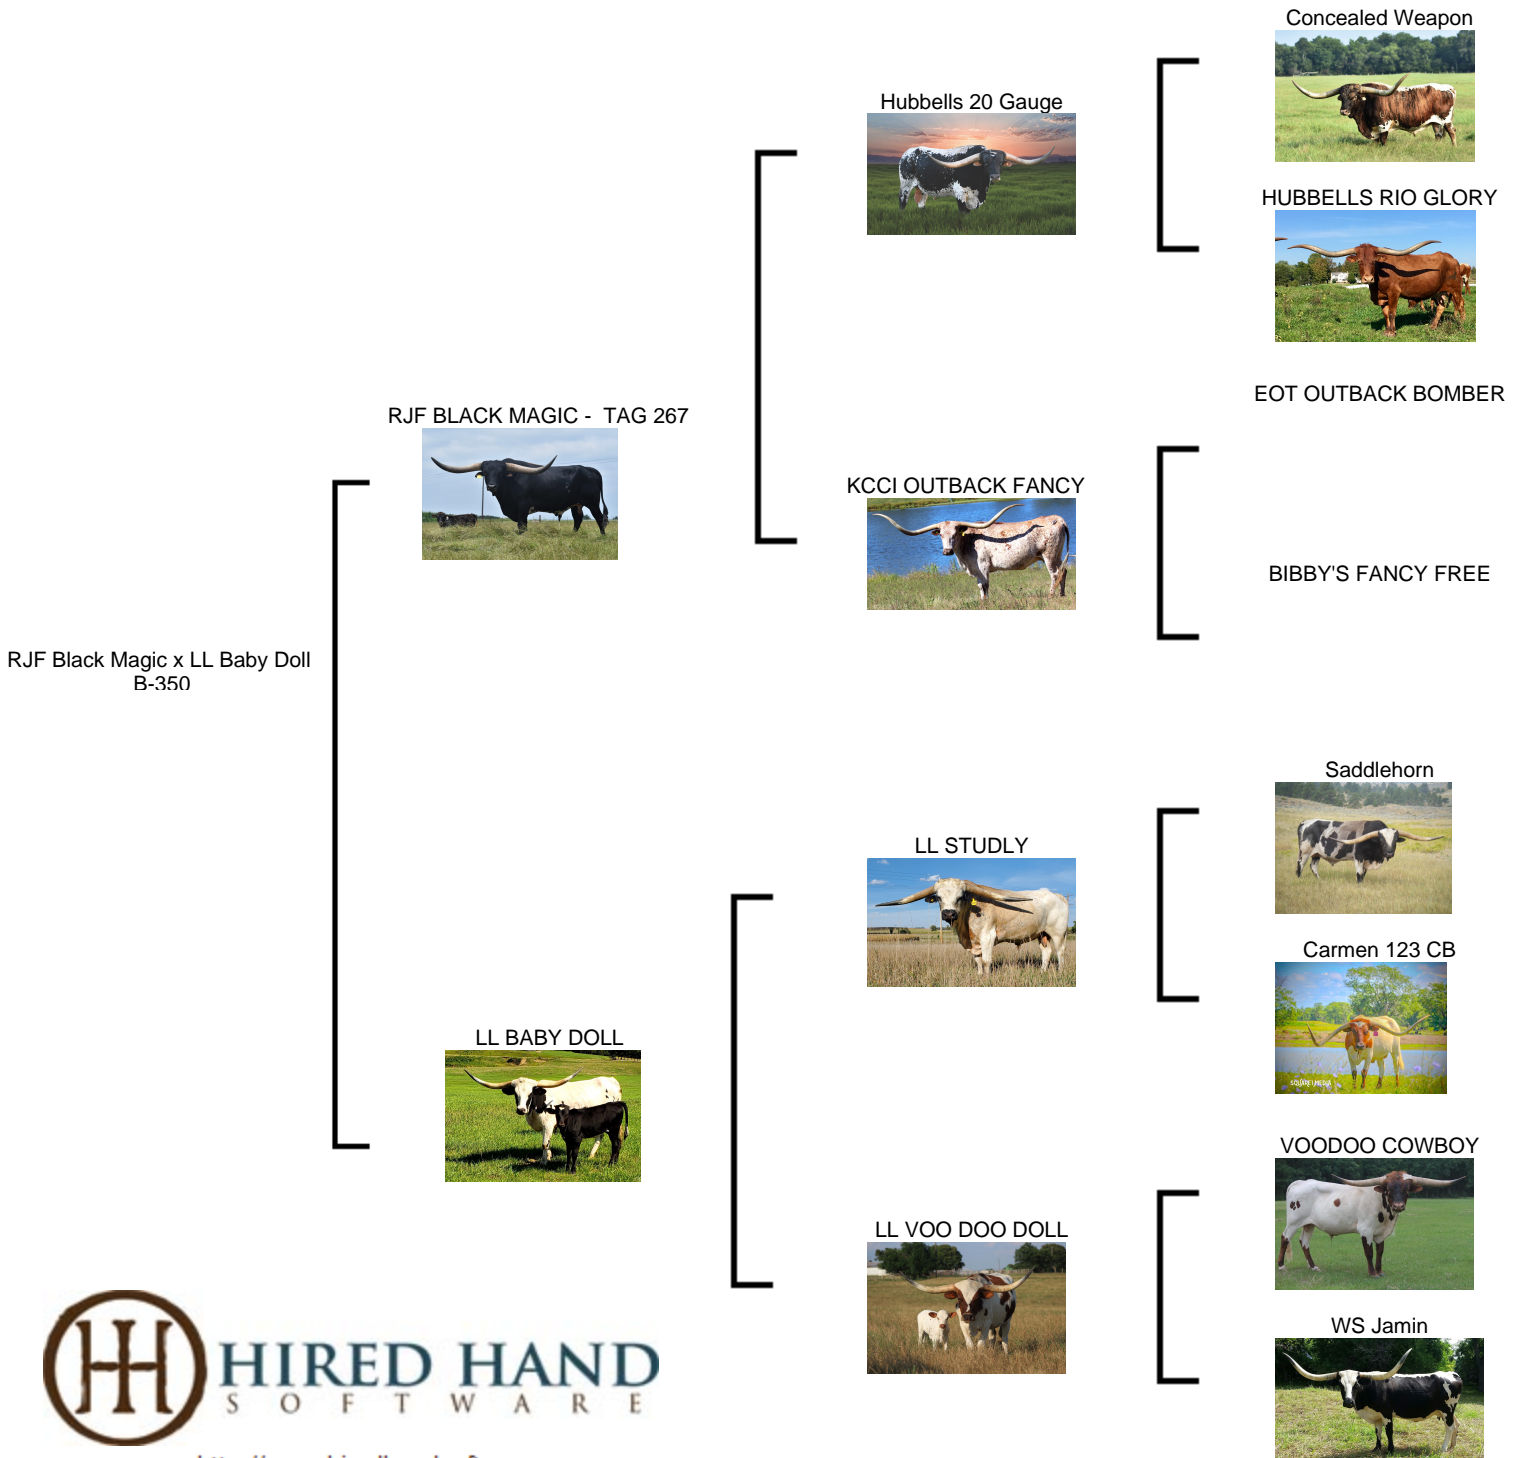 Concealed Weapon
Hubbells 20 Gauge
HUBBELLS RIO GLORY
EOT OUTBACK BOMBER
RJF BLACK MAGIC -  TAG 267
KCCI OUTBACK FANCY
BIBBY'S FANCY FREE
RJF Black Magic x LL Baby Doll
B-350
Saddlehorn
LL STUDLY
Carmen 123 CB
SQUARE I MEDIA
LL BABY DOLL
VOODOO COWBOY
LL VOO DOO DOLL
WS Jamin
HIRED HAND
SOFTWARE